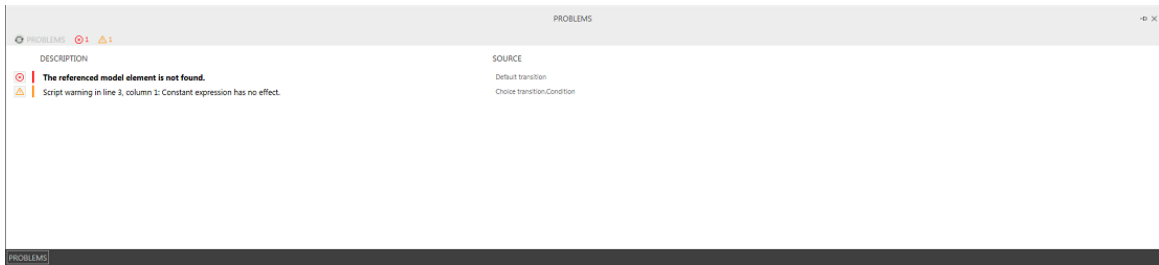 PROBLEMS
PROBLEMS 1 1
DESCRIPTION SOURCE
The referenced model element is not found. Default transition
Script warning in line 3, column 1: Constant expression has no effect. Choice transition.Condition
PROBLEMS